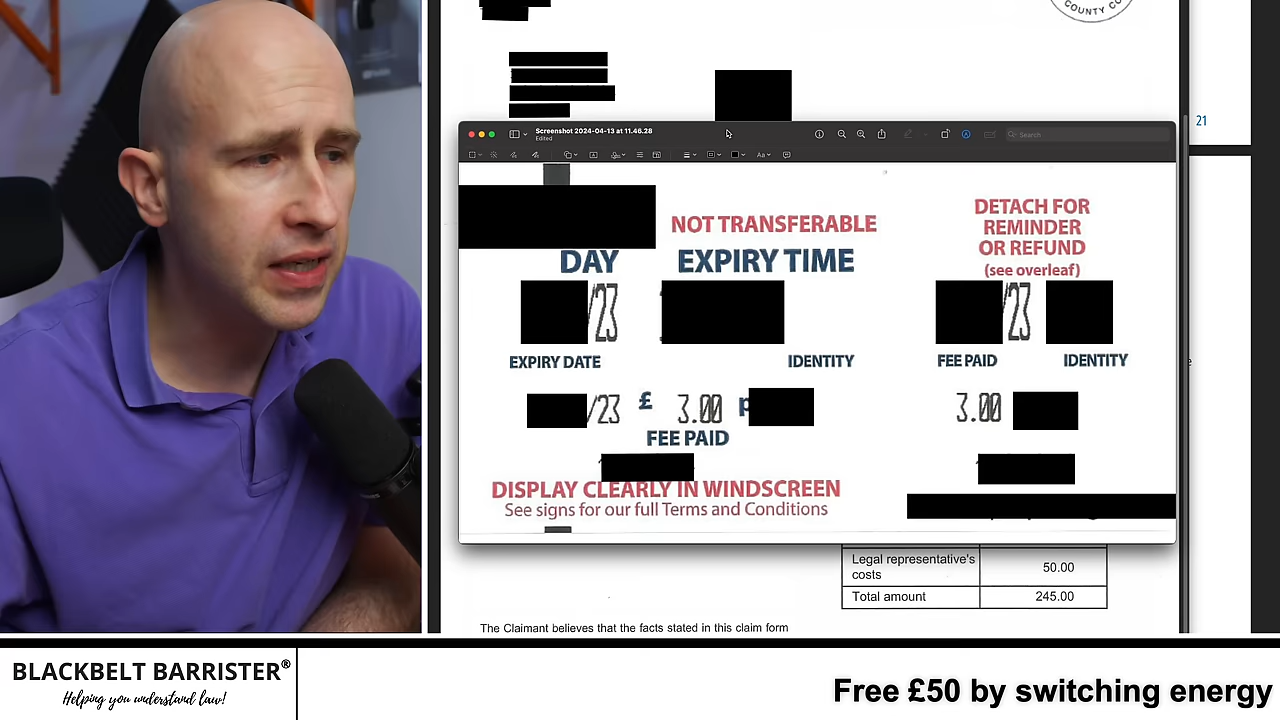 COUNTY CO
21
Screenshot 2024-04-13 at 11.46.28
Edited
Search
Aa
NOT TRANSFERABLE
DAY EXPIRY TIME
/23
EXPIRY DATE IDENTITY
/23 £ 3.00 p
FEE PAID
DISPLAY CLEARLY IN WINDSCREEN
See signs for our full Terms and Conditions
DETACH FOR
REMINDER
OR REFUND
(see overleaf)
/23
FEE PAID IDENTITY
3.00
Legal representative's
costs 50.00
Total amount 245.00
The Claimant believes that the facts stated in this claim form
BLACKBELT BARRISTER®
Helping you understand law!
Free £50 by switching energy